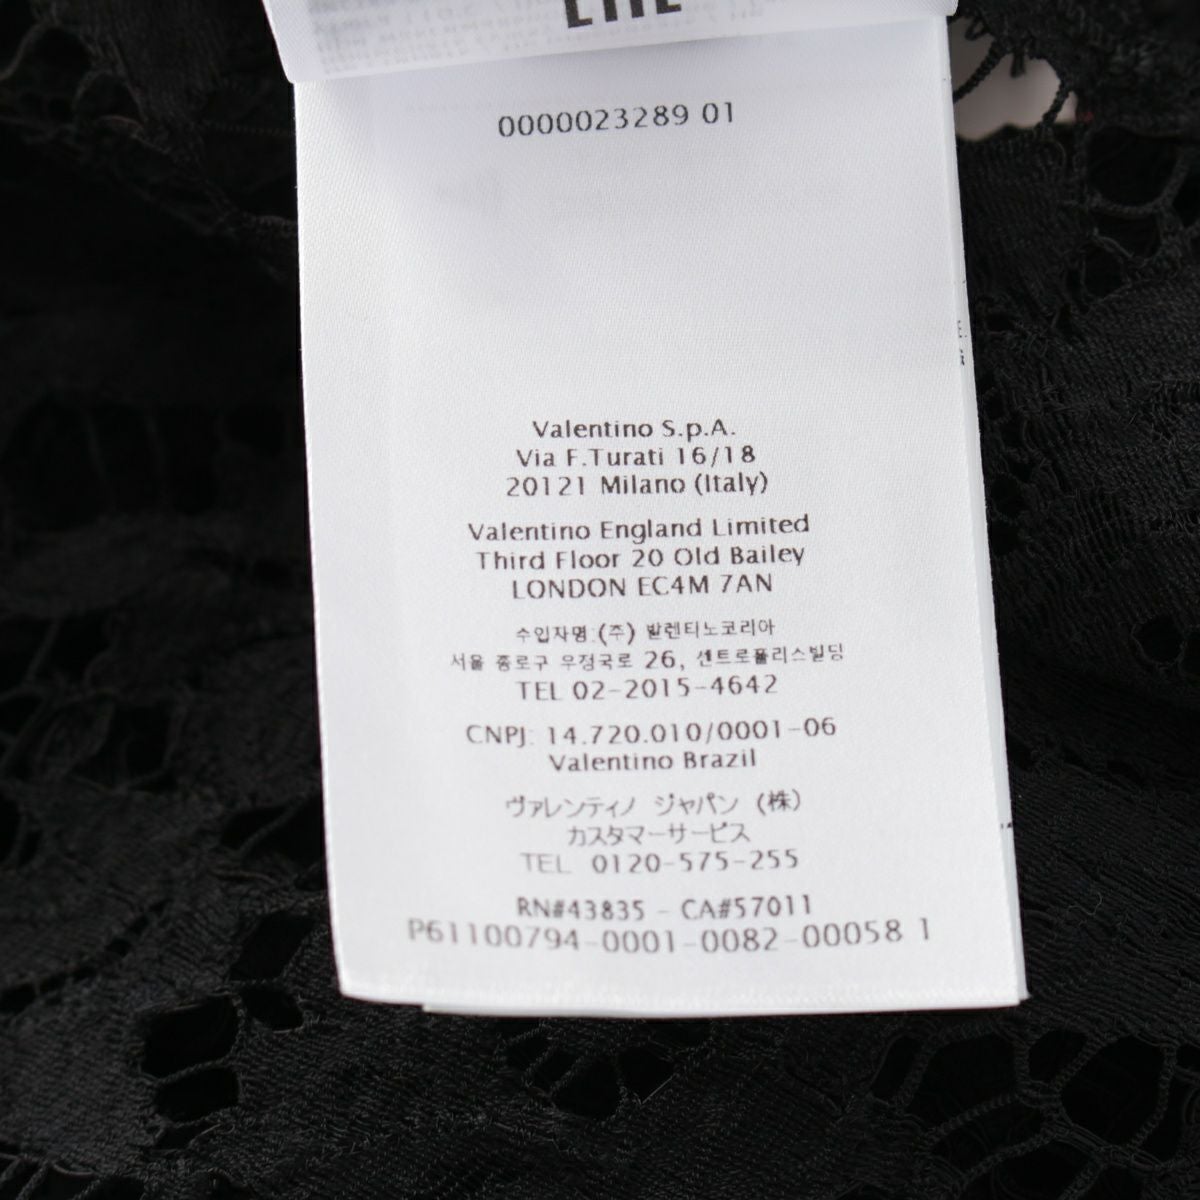 0000023289 01
Valentino S.p.A.
Via F.Turati 16/18
20121 Milano (Italy)
Valentino England Limited
Third Floor 20 Old Bailey
LONDON EC4M 7AN
수입자명:(주) 발렌티노코리아
서울 종로구 우정국로 26, 센트로폴리스빌딩
TEL 02-2015-4642
CNPJ: 14.720.010/0001-06
Valentino Brazil
ヴァレンティノ ジャパン (株)
カスタマーサービス
TEL 0120-575-255
RN#43835 - CA#57011
P61100794-0001-0082-00058 1